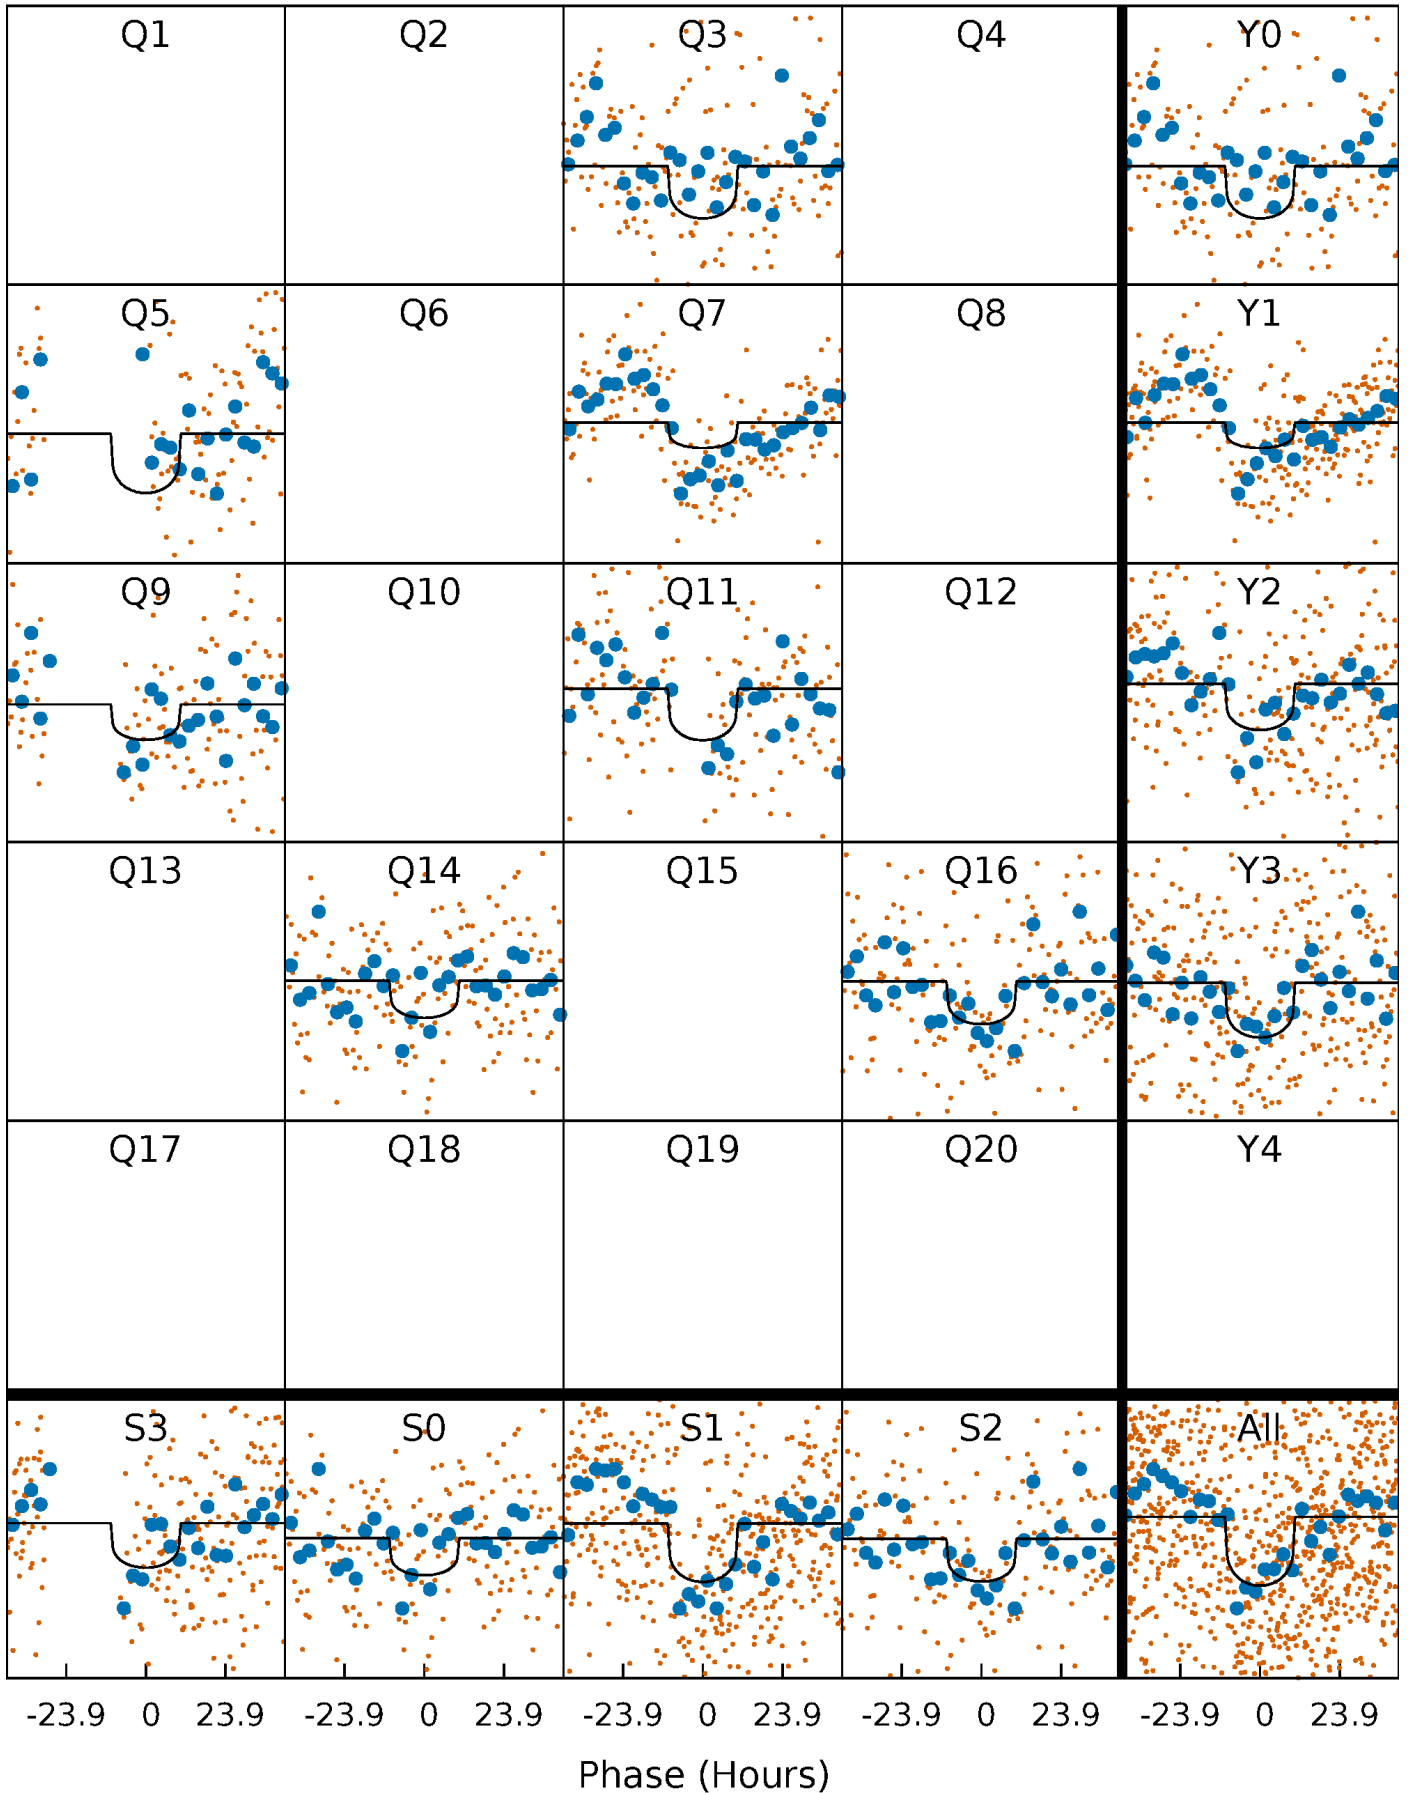 Q1 Q2 Q3 Q4 Y0
Q5 Q6 Q7 Q8 Y1
Q9 Q10 Q11 Q12 Y2
Q13 Q14 Q15 Q16 Y3
Q17 Q18 Q19 Q20 Y4
S3 S0 S1 S2 All
-23.9 0 23.9 -23.9 0 23.9 -23.9 0 23.9 -23.9 0 23.9 -23.9 0 23.9
Phase (Hours)